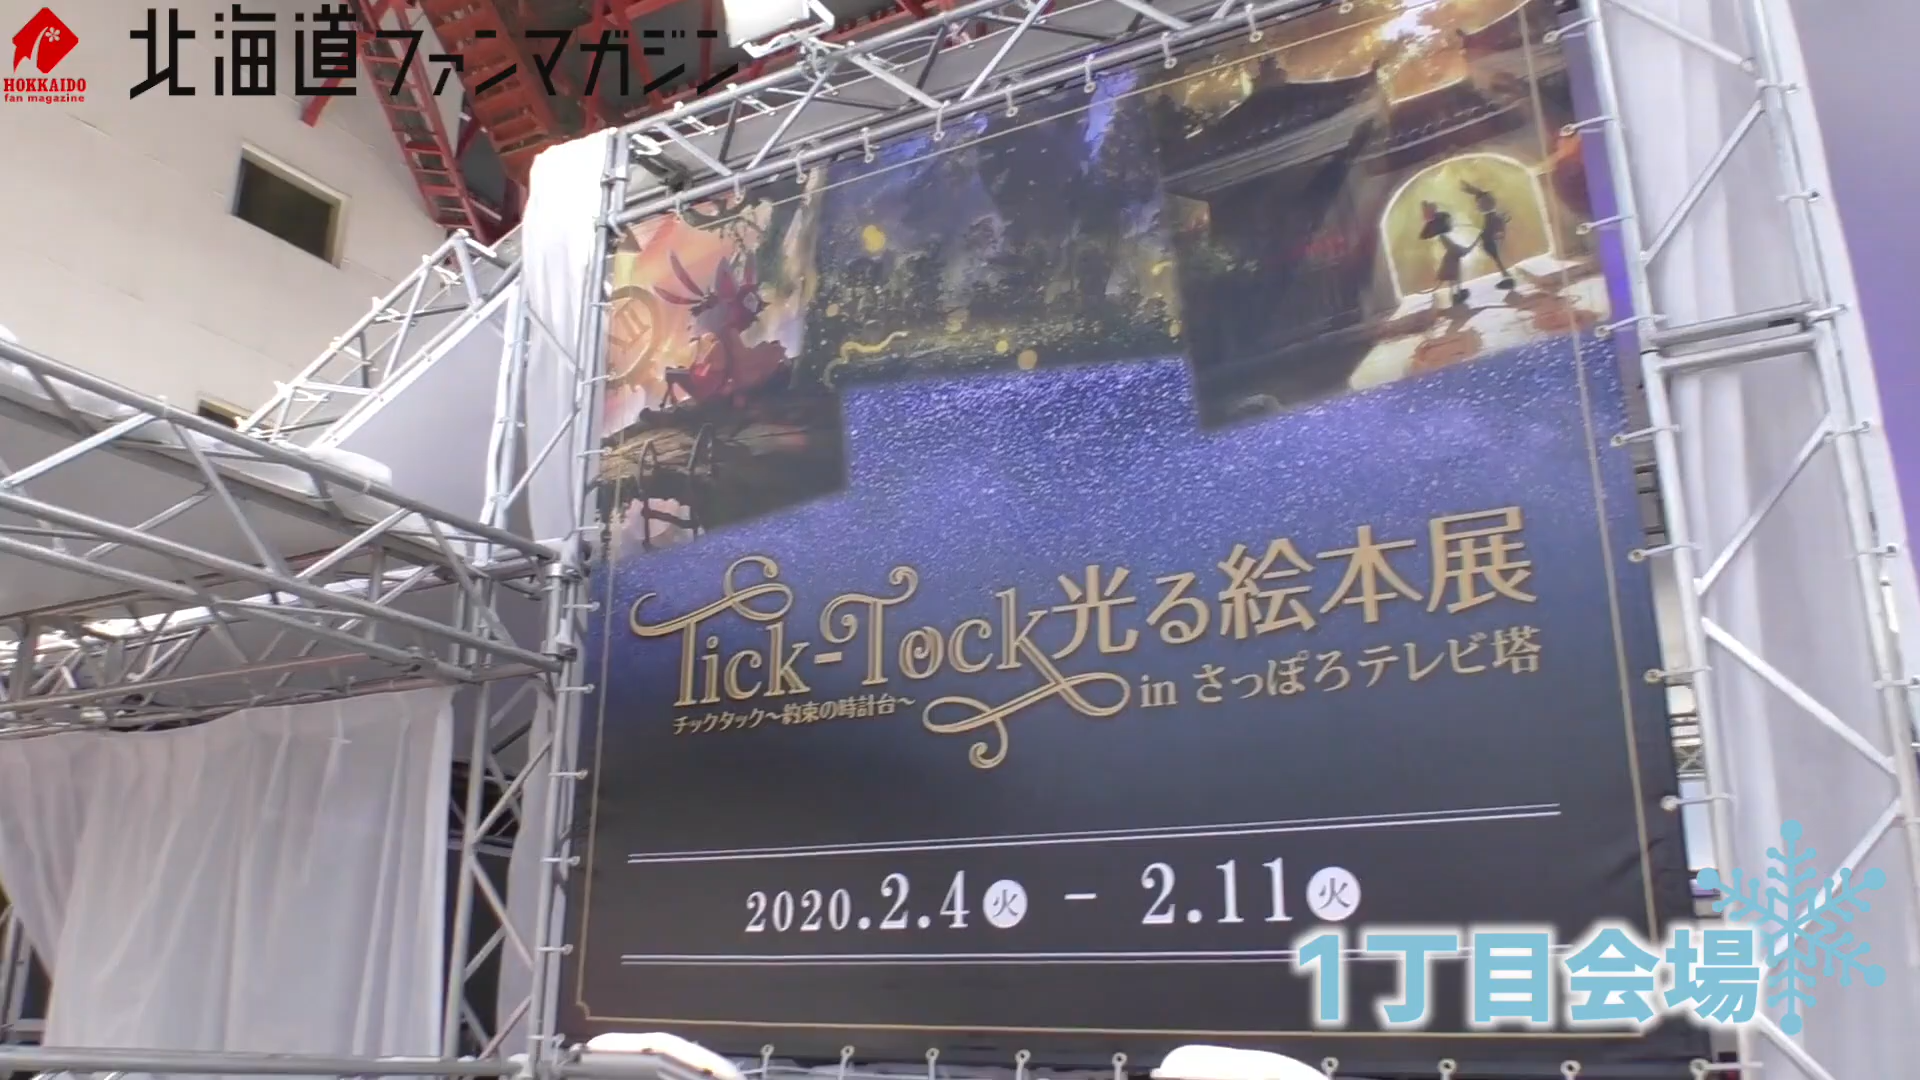 HOKKAIDO
fan magazine
北海道ファンマガジン
Tick-Tock光る絵本展
チックタック〜約束の時計台〜
in さっぽろテレビ塔
2020.2.4火 - 2.11火
1丁目会場